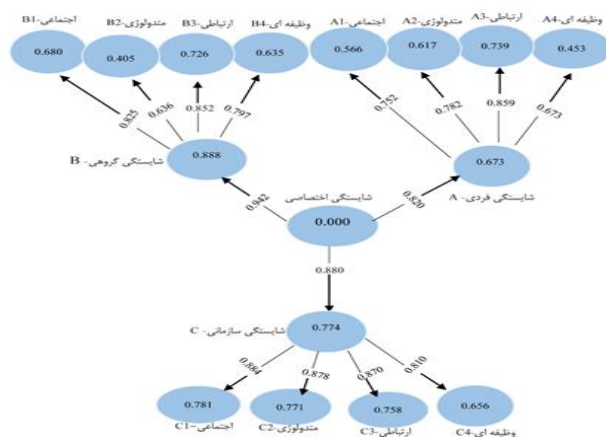 B1-اجتماعی
B2-متدولوژی
B3-ارتباطی
B4-وظیفه ای
A1-اجتماعی
A2-متدولوژی
A3-ارتباطی
A4-وظیفه ای
0.680
0.405
0.726
0.635
0.566
0.617
0.739
0.453
0.825
0.636
0.852
0.797
0.752
0.782
0.859
0.673
شایستگی گروهی- B
0.888
0.673
شایستگی فردی- A
0.942
شایستگی اختصاصی
0.820
0.000
0.880
شایستگی سازمانی- C
0.774
0.884
0.878
0.870
0.810
0.781
0.771
0.758
0.656
C1-اجتماعی
C2-متدولوژی
C3-ارتباطی
C4-وظیفه ای